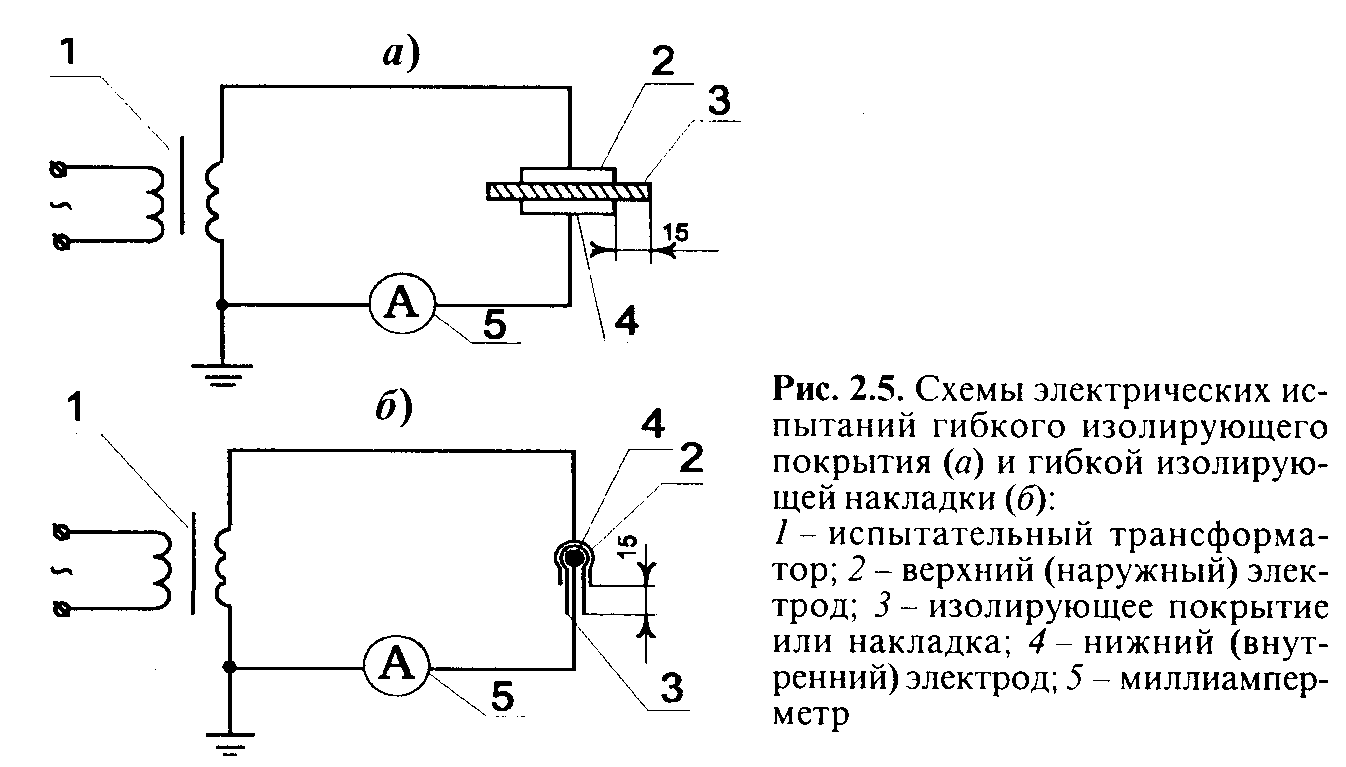 а)
1
2
3
15
А
5
4
б)
1
4
2
15
А
5
3
Рис. 2.5. Схемы электрических ис-
пытаний гибкого изолирующего
покрытия (а) и гибкой изолирую-
щей накладки (б):
1 – испытательный трансформа-
тор; 2 – верхний (наружный) элек-
трод; 3 – изолирующее покрытие
или накладка; 4 – нижний (внут-
ренний) электрод; 5 – миллиампер-
метр